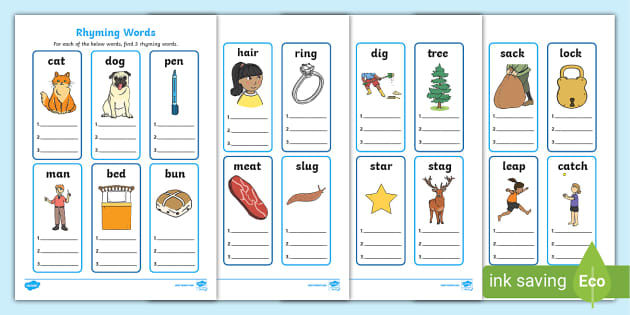 Rhyming Words
For each of the below words, find 3 rhyming words.
cat dog pen
1. 1. 1.
2. 2. 2.
3. 3. 3.
man bed bun
1. 1. 1.
2. 2. 2.
3. 3. 3.
hair ring
1. 1.
2. 2.
3. 3.
meat slug
1. 1.
2. 2.
3. 3.
dig tree
1. 1.
2. 2.
3. 3.
star stag
1. 1.
2. 2.
3. 3.
sack lock
1. 1.
2. 2.
3. 3.
leap catch
1. 1.
2. 2.
3. 3.
ink saving Eco